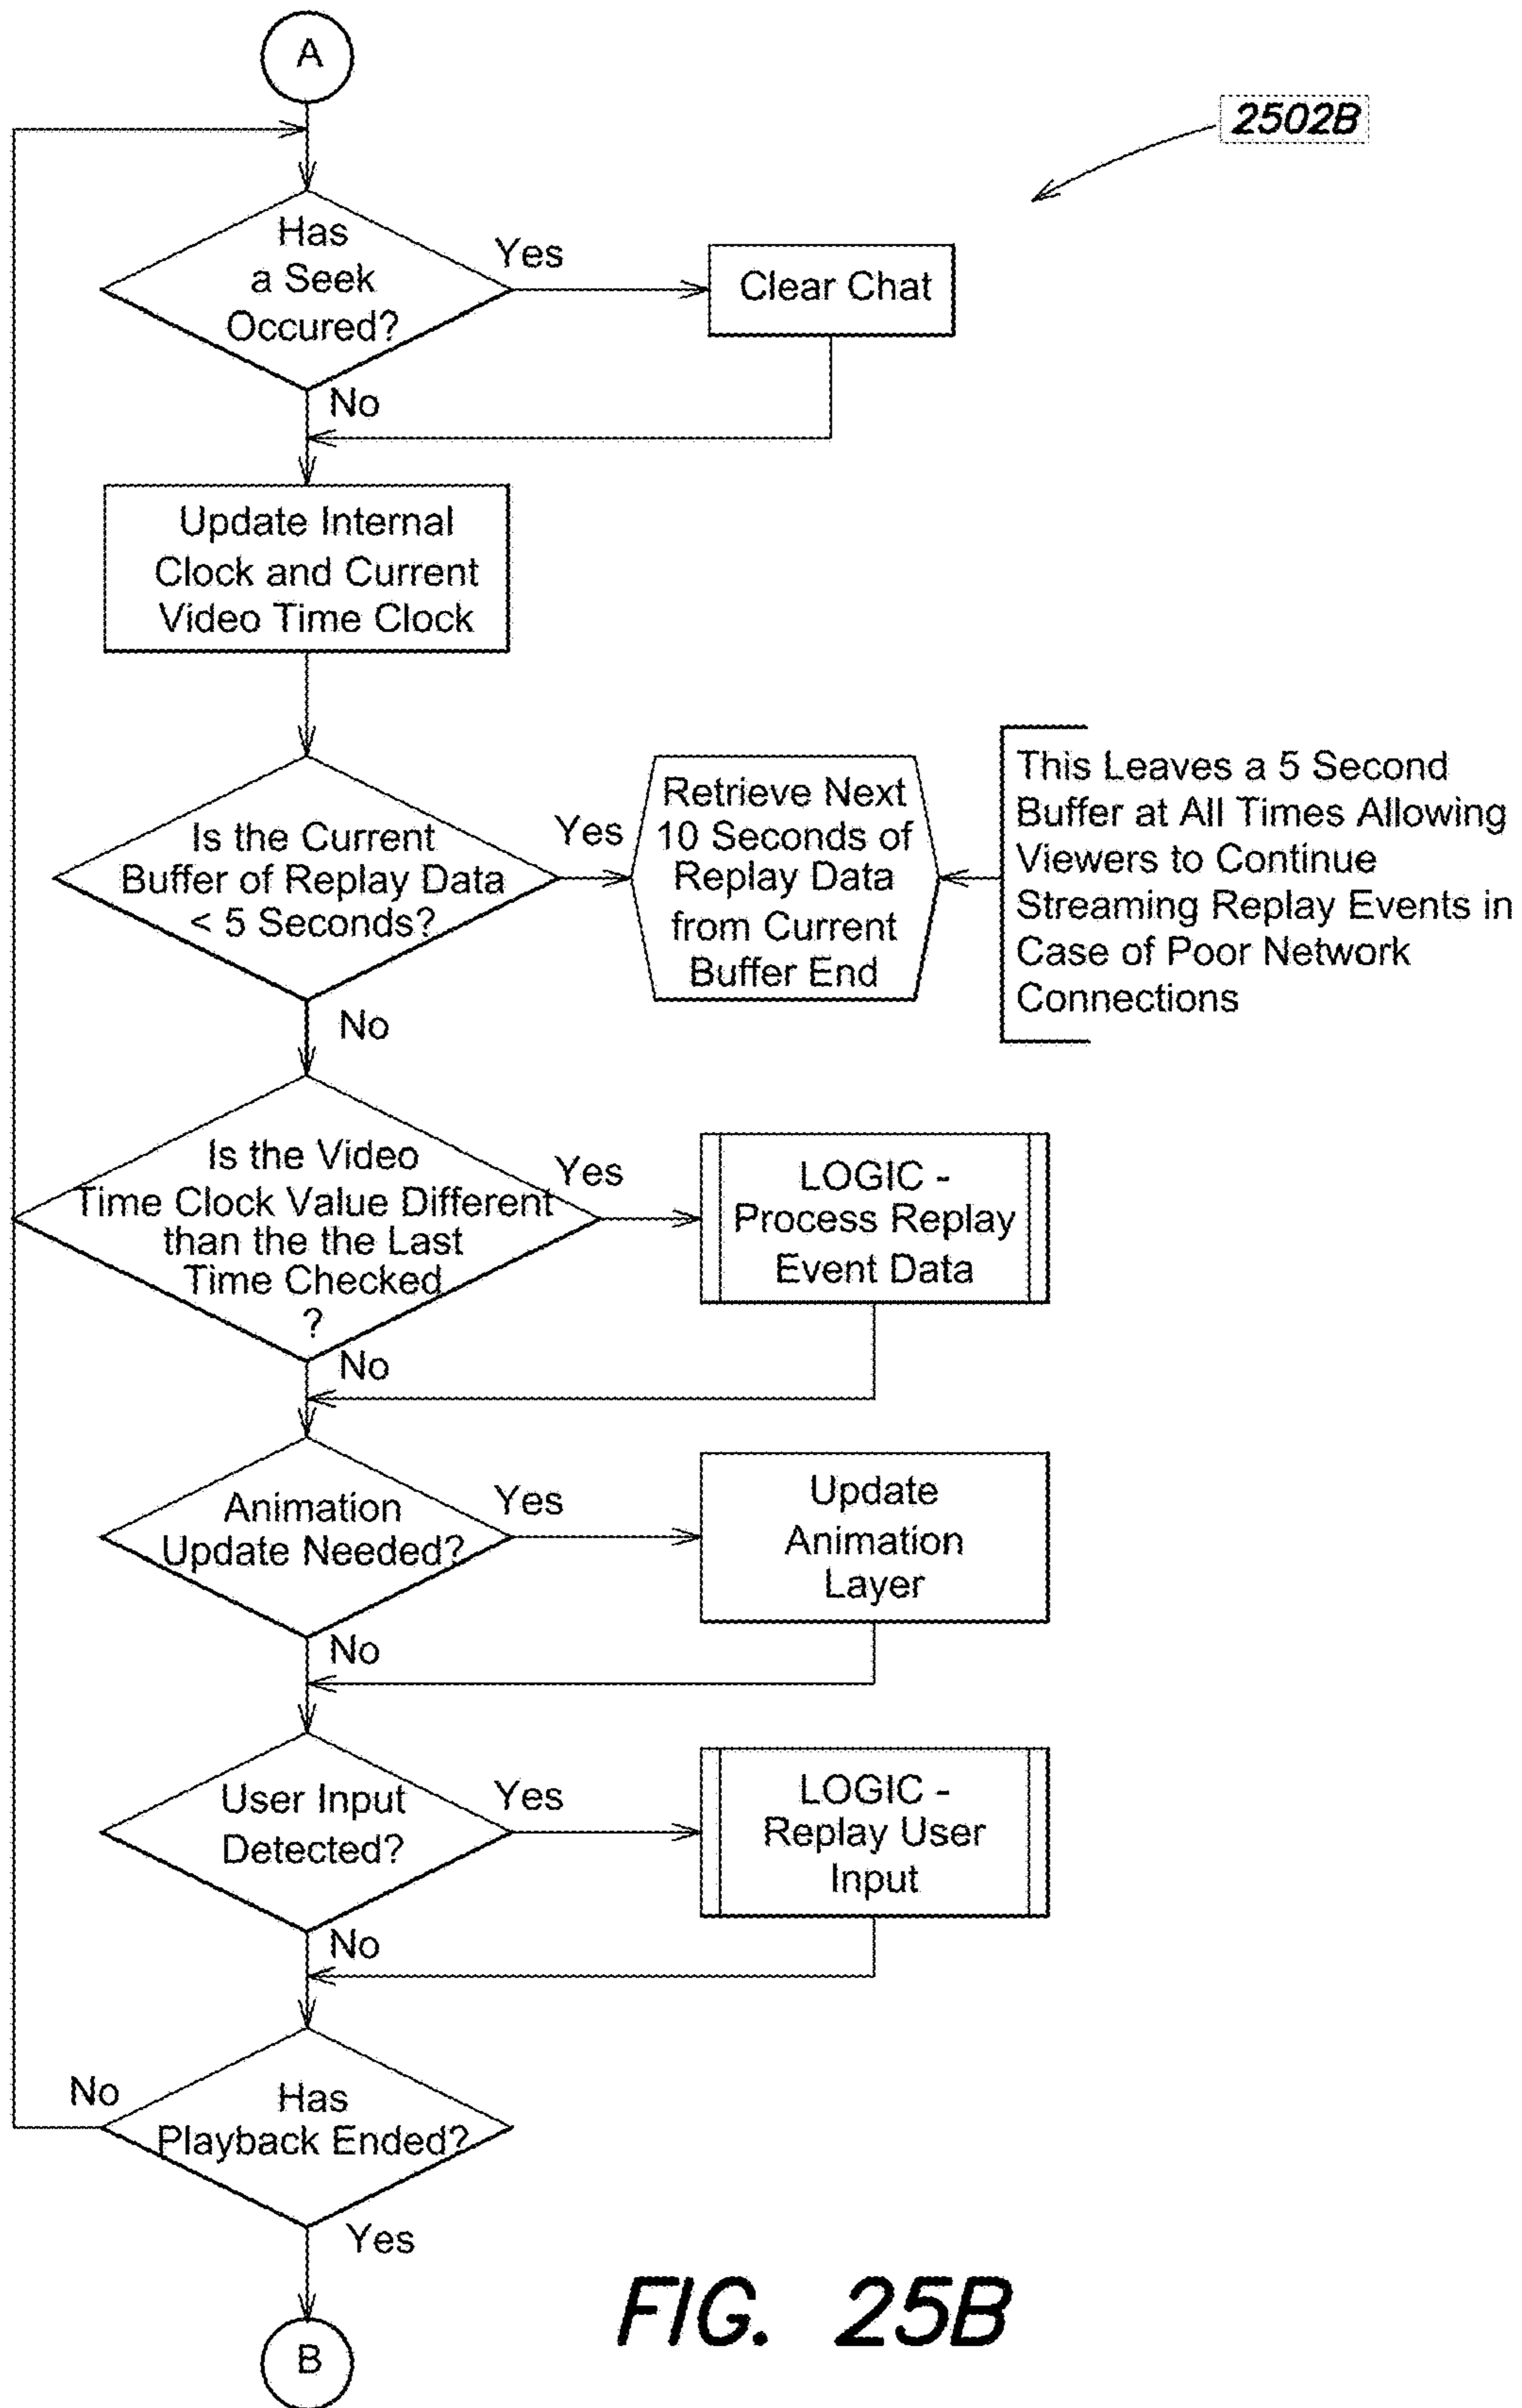 A
2502B
Has
a Seek
Occured?
Yes
Clear Chat
No
Update Internal
Clock and Current
Video Time Clock
Is the Current
Buffer of Replay Data
< 5 Seconds?
Yes
Retrieve Next
10 Seconds of
Replay Data
from Current
Buffer End
This Leaves a 5 Second
Buffer at All Times Allowing
Viewers to Continue
Streaming Replay Events in
Case of Poor Network
Connections
No
Is the Video
Time Clock Value Different
than the the Last
Time Checked
?
Yes
LOGIC -
Process Replay
Event Data
No
Animation
Update Needed?
Yes
Update
Animation
Layer
No
User Input
Detected?
Yes
LOGIC -
Replay User
Input
No
Has
Playback Ended?
No
Yes
B
FIG. 25B